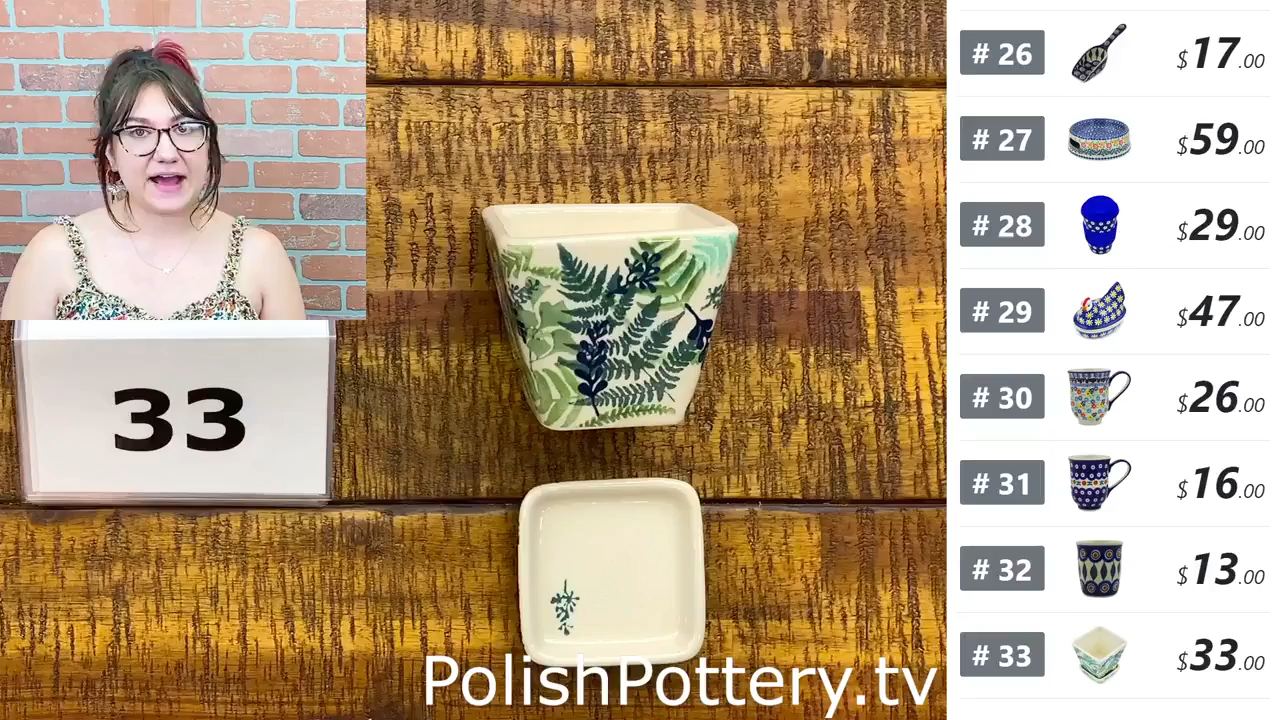 33
PolishPottery.tv
# 26 $17.00
# 27 $59.00
# 28 $29.00
# 29 $47.00
# 30 $26.00
# 31 $16.00
# 32 $13.00
# 33 $33.00